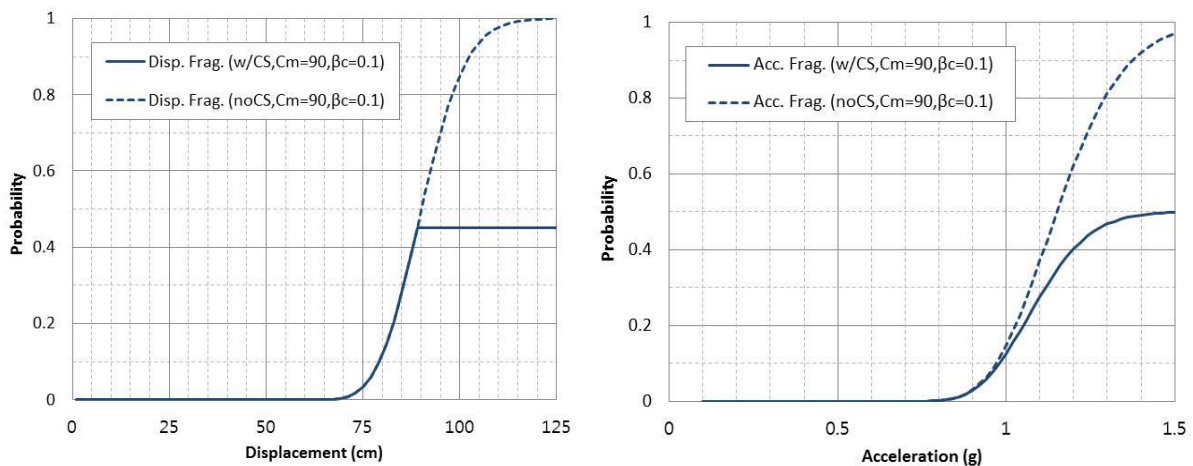 1
0.8
0.6
0.4
0.2
0
Probability
Disp. Frag. (w/CS,Cm=90,βc=0.1)
Disp. Frag. (noCS,Cm=90,βc=0.1)
0 25 50 75 100 125
Displacement (cm)
1
0.8
0.6
0.4
0.2
0
Probability
Acc. Frag. (w/CS,Cm=90,βc=0.1)
Acc. Frag. (noCS,Cm=90,βc=0.1)
0 0.5 1 1.5
Acceleration (g)